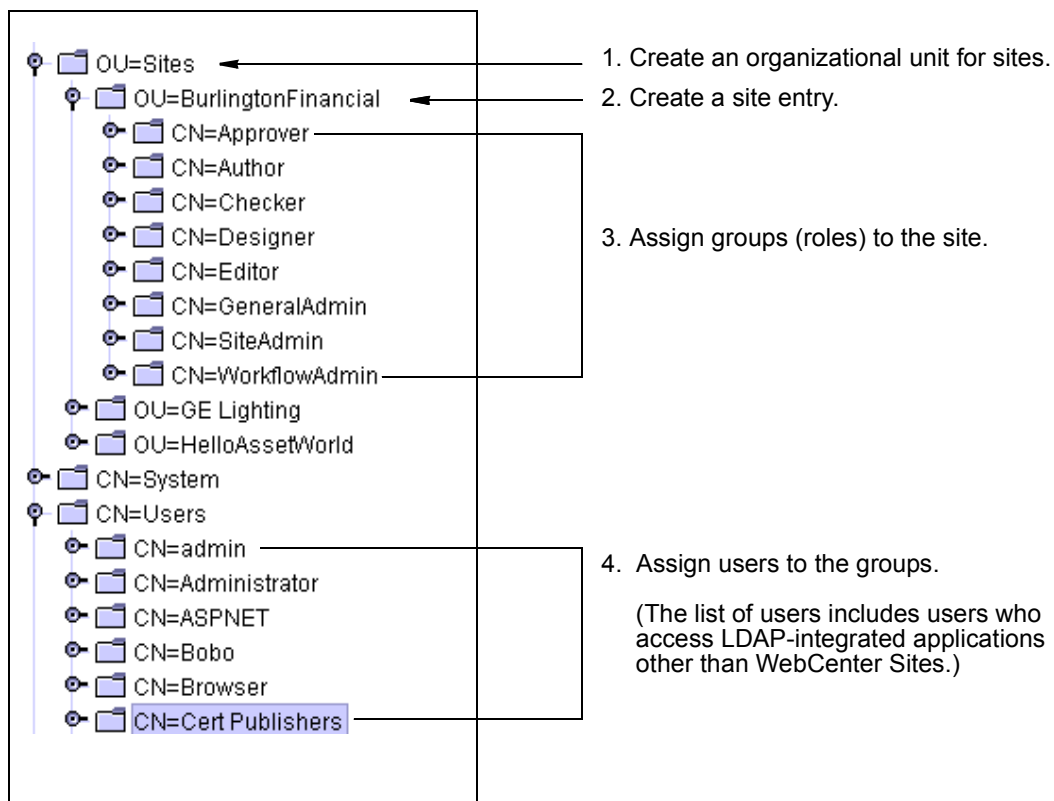 OU=Sites
OU=BurlingtonFinancial
CN=Approver
CN=Author
CN=Checker
CN=Designer
CN=Editor
CN=GeneralAdmin
CN=SiteAdmin
CN=WorkflowAdmin
OU=GE Lighting
OU=HelloAssetWorld
CN=System
CN=Users
CN=admin
CN=Administrator
CN=ASPNET
CN=Bobo
CN=Browser
CN=Cert Publishers
1. Create an organizational unit for sites.
2. Create a site entry.
3. Assign groups (roles) to the site.
4. Assign users to the groups.
(The list of users includes users who
access LDAP-integrated applications
other than WebCenter Sites.)